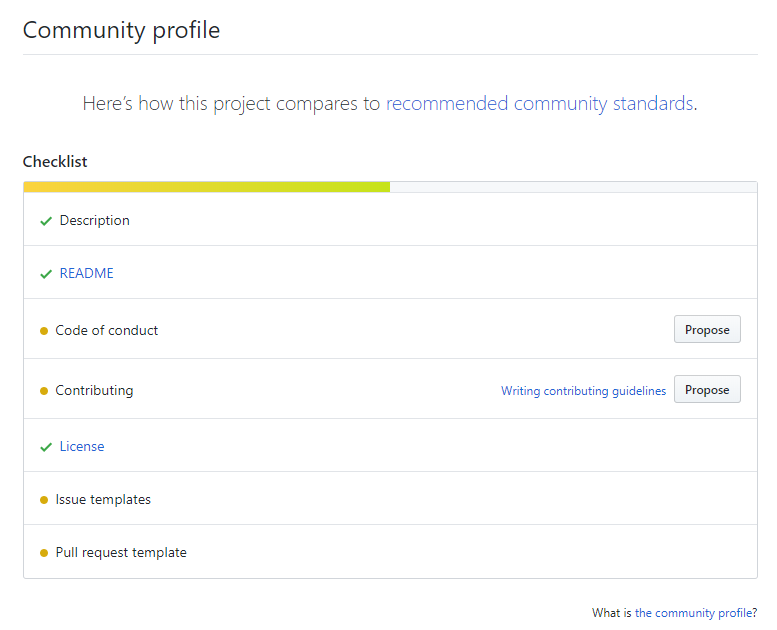 Community profile
Here's how this project compares to recommended community standards.
Checklist
Description
README
Code of conduct Propose
Contributing Writing contributing guidelines Propose
License
Issue templates
Pull request template
What is the community profile?